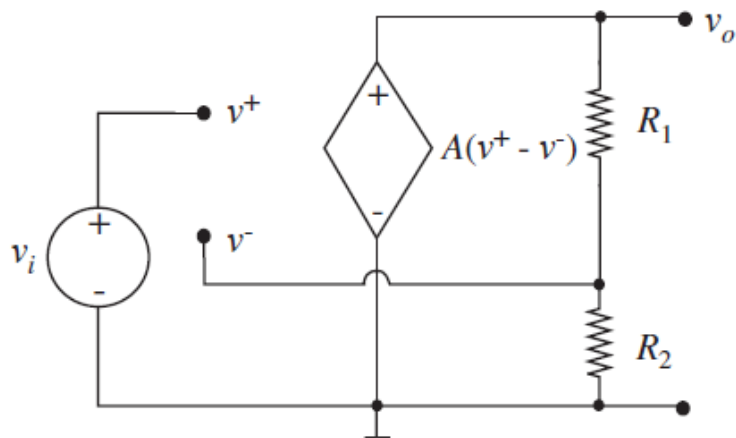 v_o
+
v^+
A(v^+ - v^-)
R_1
-
+
v^-
v_i
-
R_2